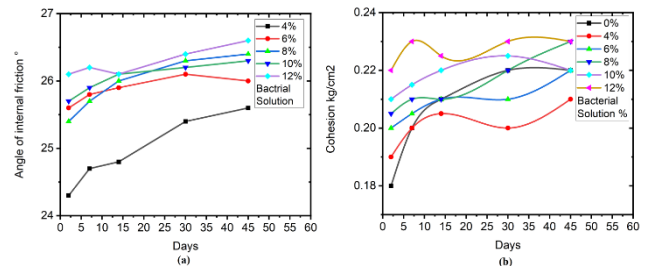 27
26
25
24
0 5 10 15 20 25 30 35 40 45 50 55 60
Angle of internal friction °
Days
4%
6%
8%
10%
12%
Bactrial
Solution
(a)
0.24
0.22
0.20
0.18
0 5 10 15 20 25 30 35 40 45 50 55 60
Cohesion kg/cm2
Days
0%
4%
6%
8%
10%
12%
Bacterial
Solution %
(b)